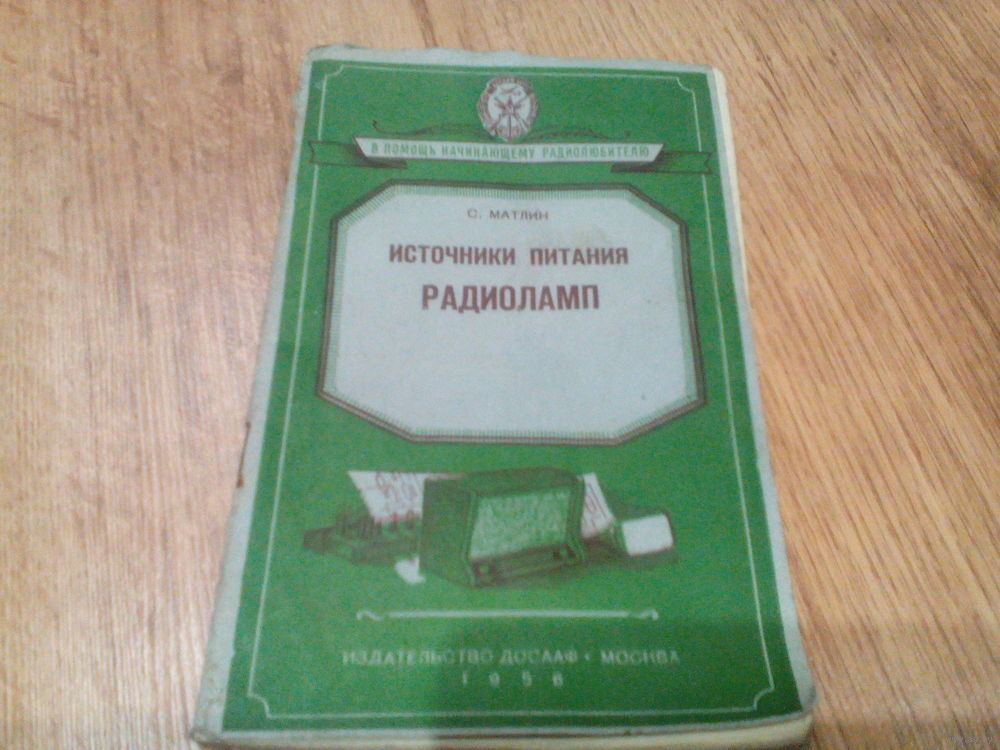 В ПОМОЩЬ НАЧИНАЮЩЕМУ РАДИОЛЮБИТЕЛЮ
С. МАТЛИН
ИСТОЧНИКИ ПИТАНИЯ
РАДИОЛАМП
ИЗДАТЕЛЬСТВО ДОСААФ • МОСКВА
1956